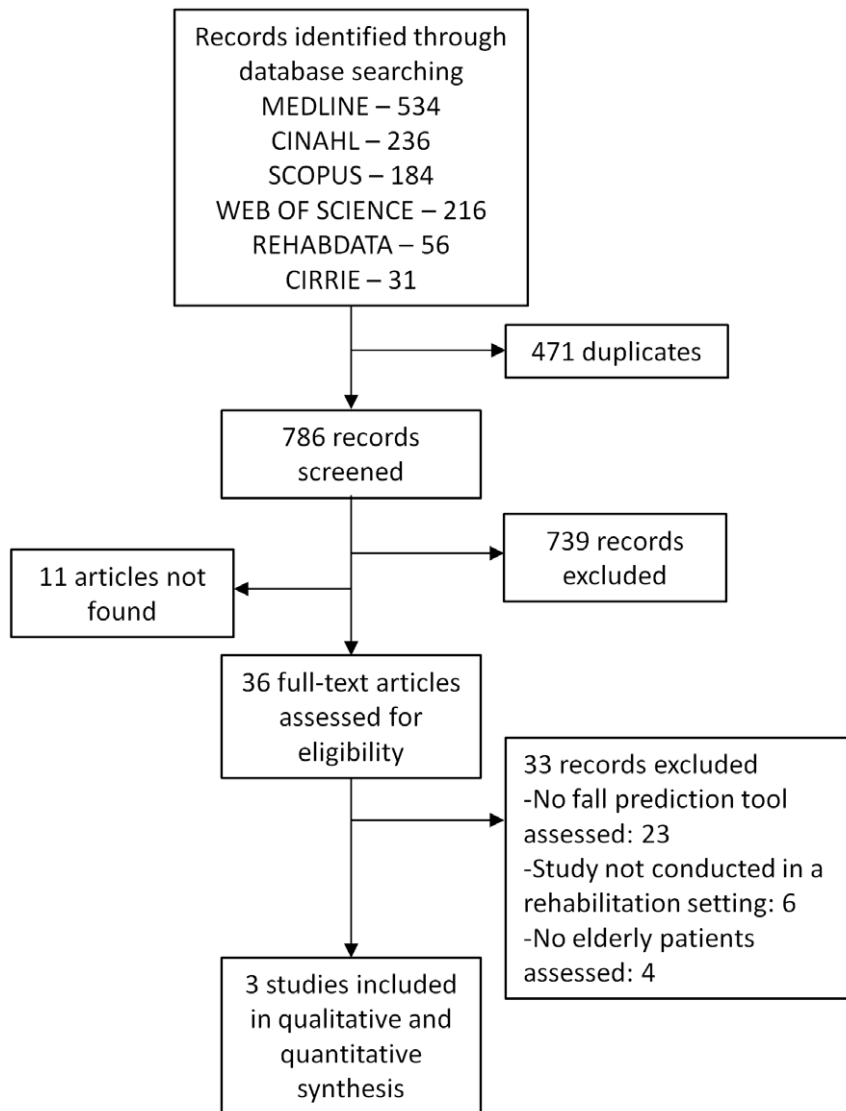 Records identified through
database searching
MEDLINE – 534
CINAHL – 236
SCOPUS – 184
WEB OF SCIENCE – 216
REHABDATA – 56
CIRRIE – 31
471 duplicates
786 records
screened
739 records
excluded
11 articles not
found
36 full-text articles
assessed for
eligibility
33 records excluded
-No fall prediction tool
assessed: 23
-Study not conducted in a
rehabilitation setting: 6
-No elderly patients
assessed: 4
3 studies included
in qualitative and
quantitative
synthesis